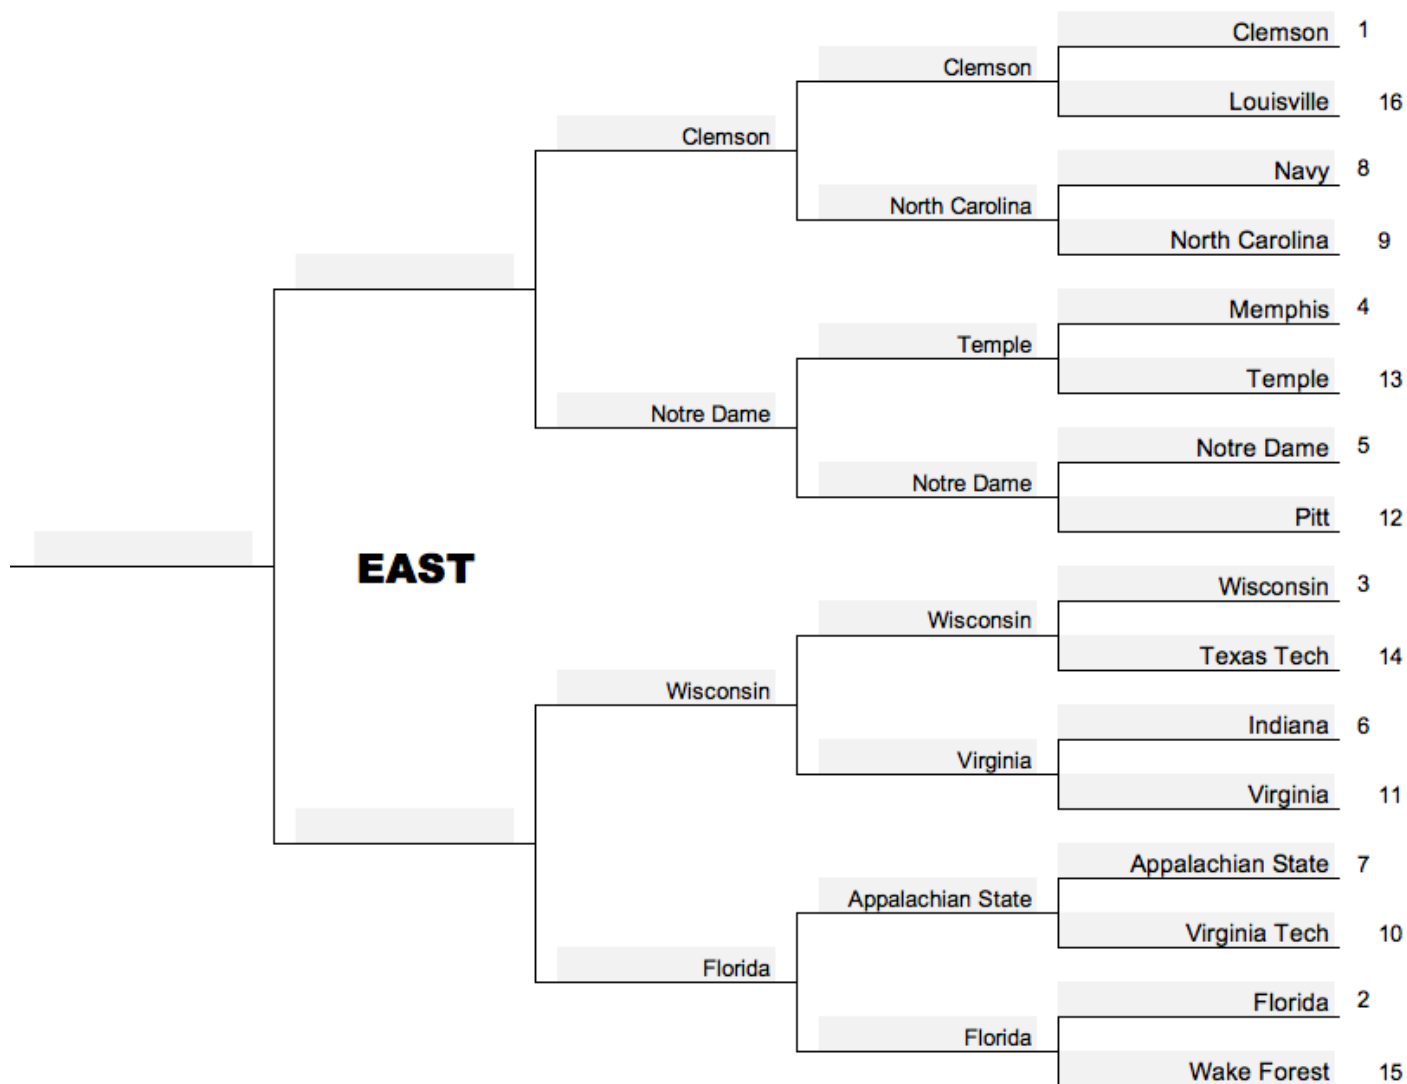 Clemson 1
Clemson
Louisville 16
Clemson
Navy 8
North Carolina
North Carolina 9
Memphis 4
Temple
Temple 13
Notre Dame
Notre Dame 5
Notre Dame
Pitt 12
EAST
Wisconsin 3
Wisconsin
Texas Tech 14
Wisconsin
Indiana 6
Virginia
Virginia 11
Appalachian State 7
Appalachian State
Virginia Tech 10
Florida
Florida 2
Florida
Wake Forest 15